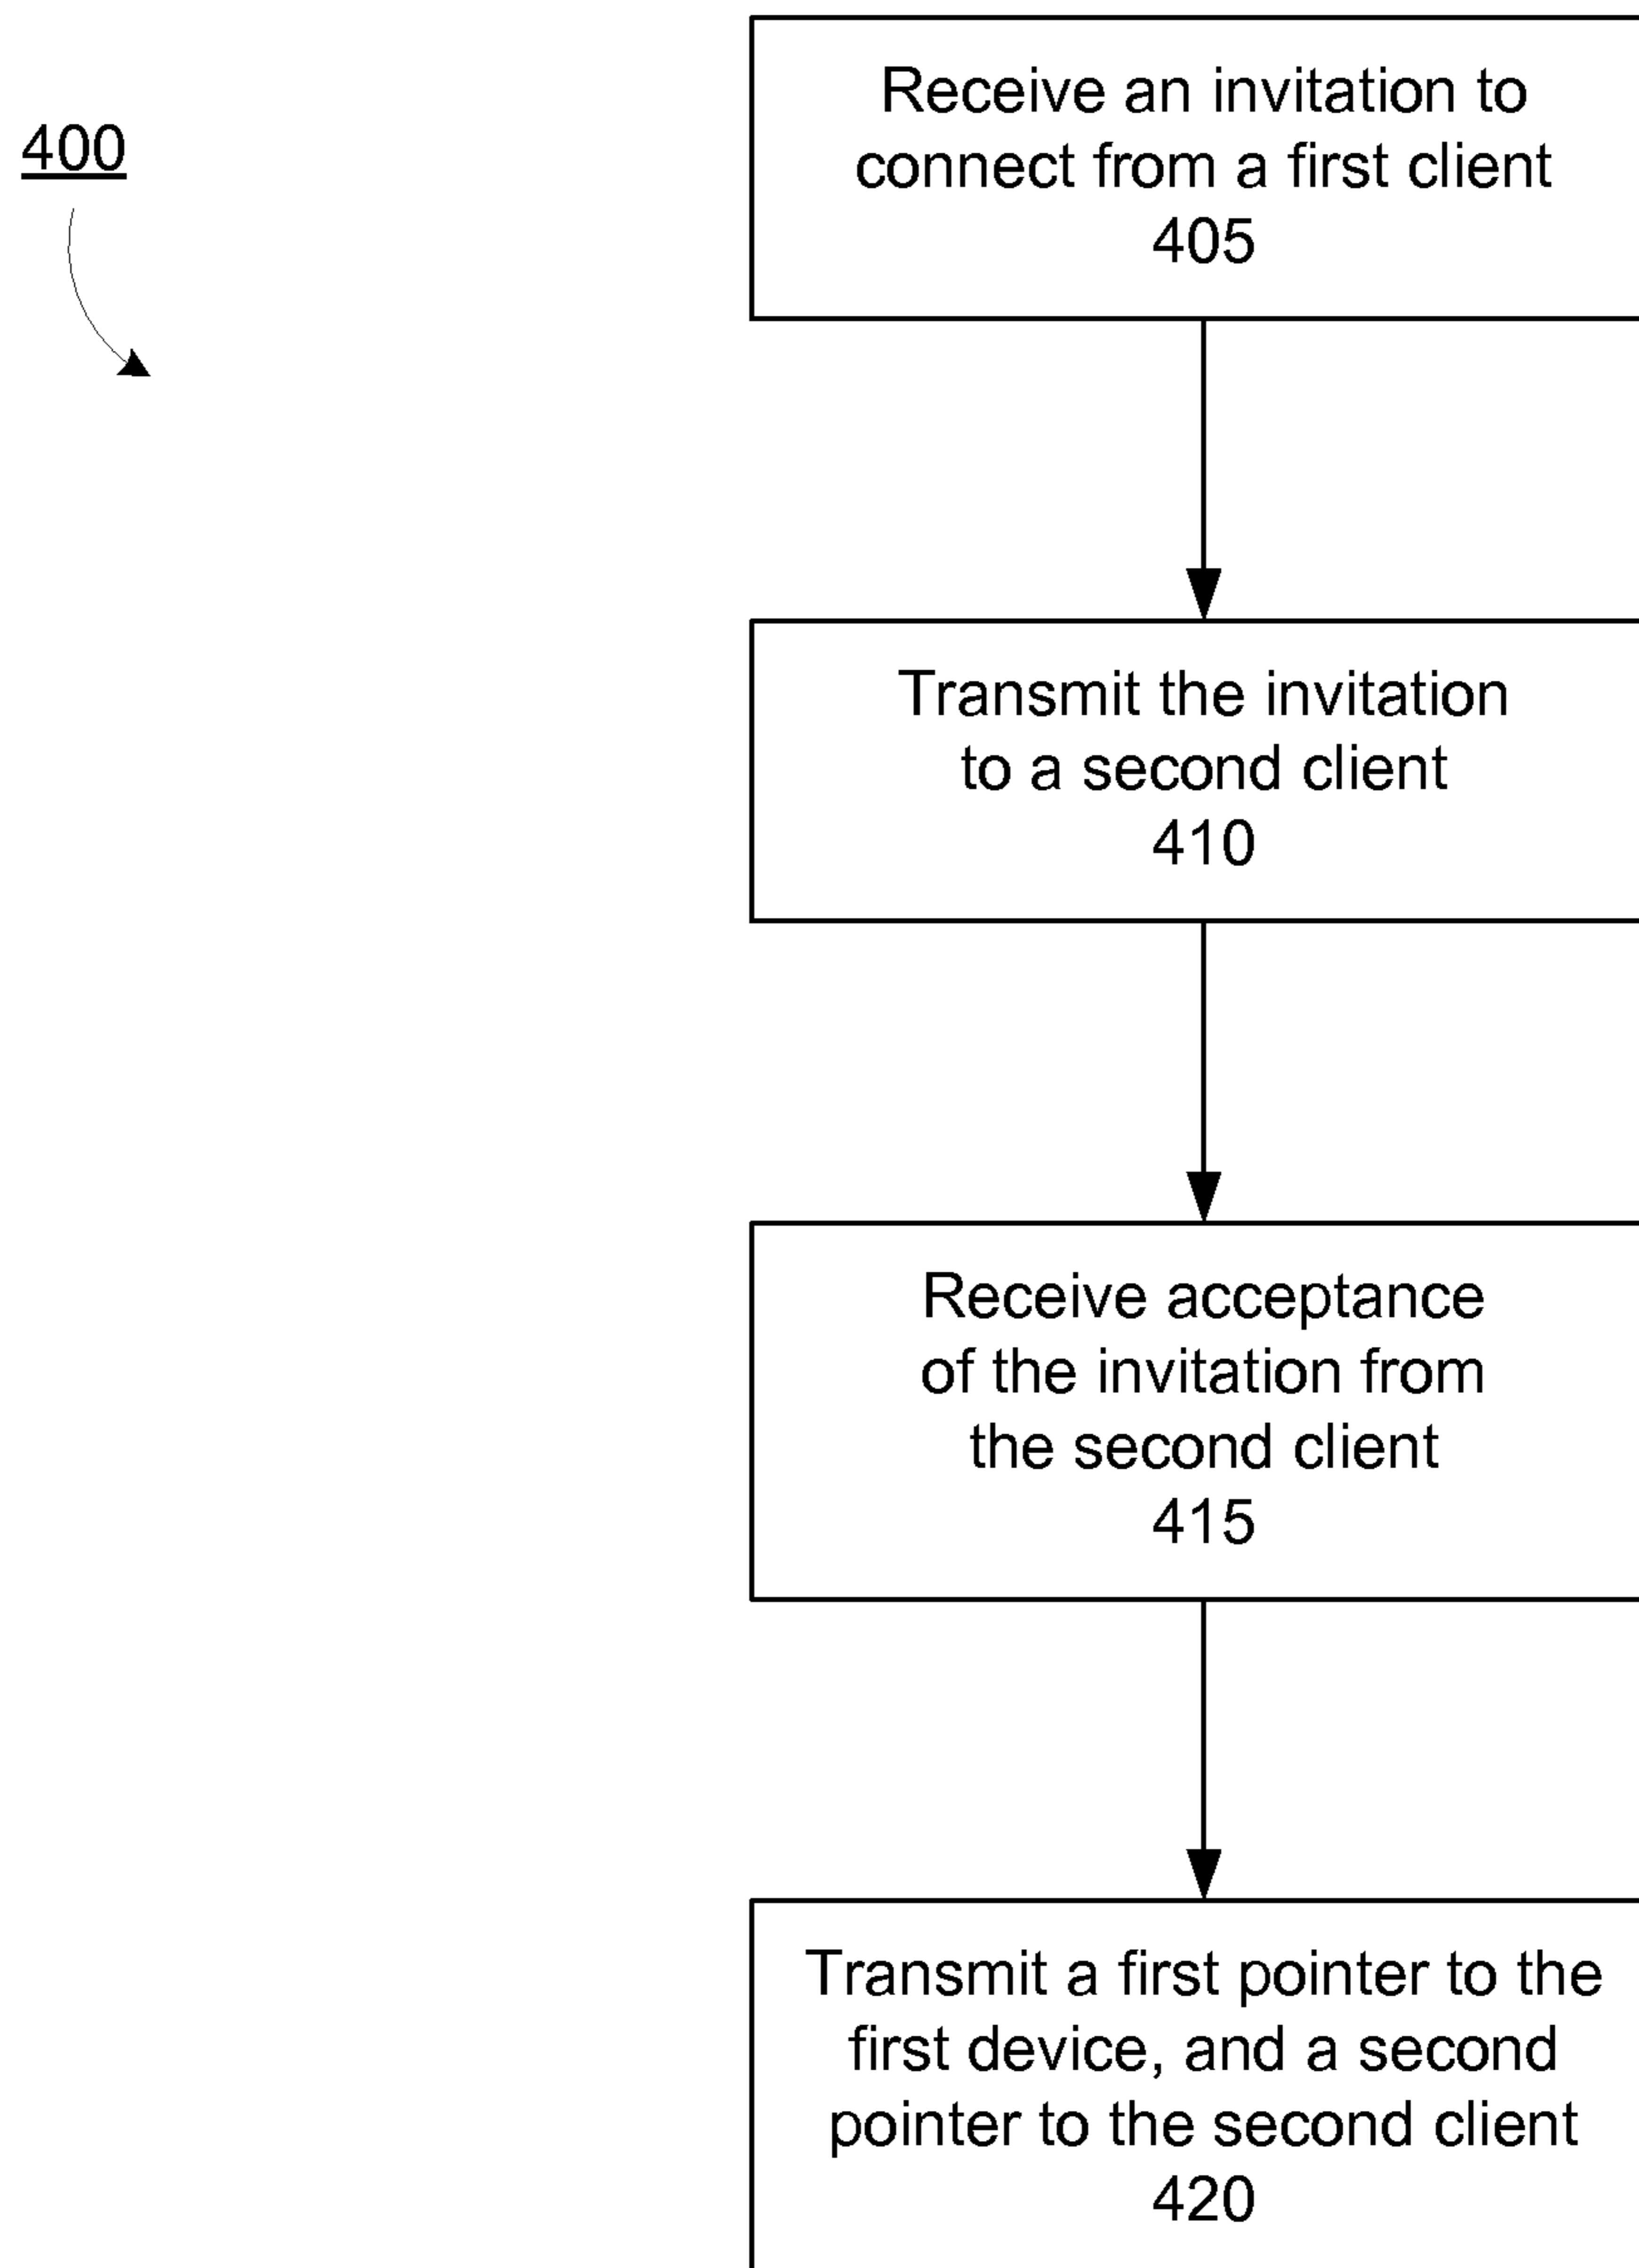 400
Receive an invitation to
connect from a first client
405
Transmit the invitation
to a second client
410
Receive acceptance
of the invitation from
the second client
415
Transmit a first pointer to the
first device, and a second
pointer to the second client
420